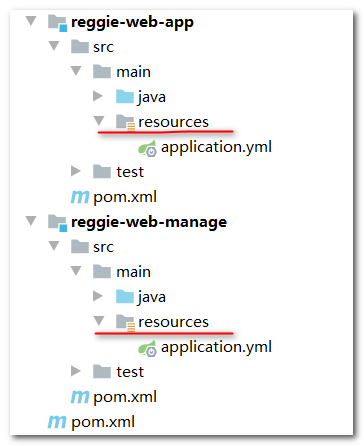 reggie-web-app
src
main
java
resources
application.yml
test
pom.xml
reggie-web-manage
src
main
java
resources
application.yml
test
pom.xml
pom.xml